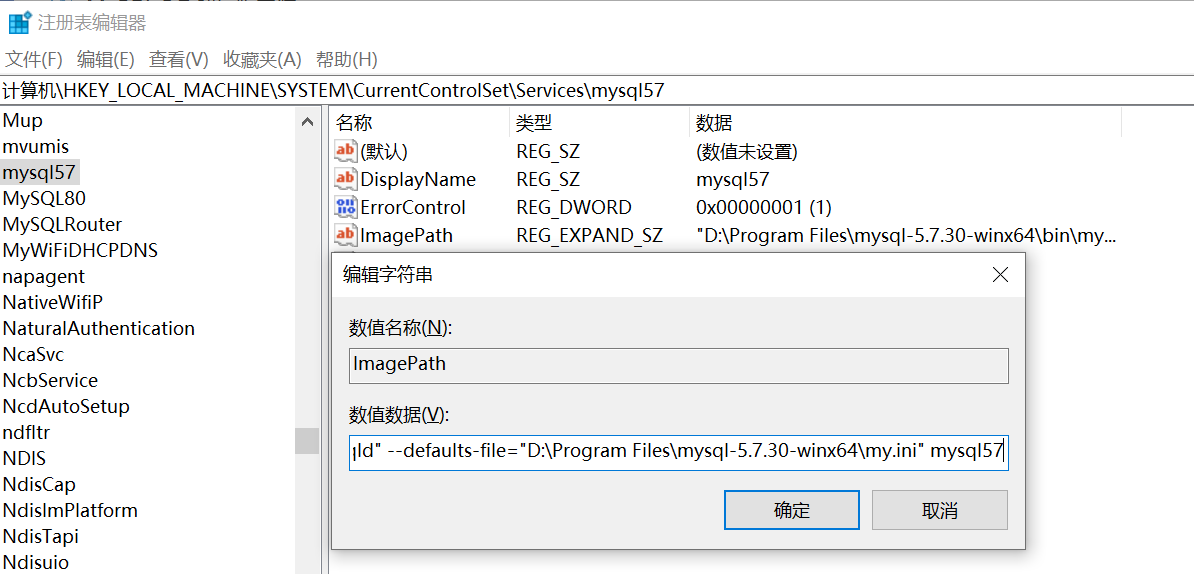 注册表编辑器
文件(F) 编辑(E) 查看(V) 收藏夹(A) 帮助(H)
计算机\HKEY_LOCAL_MACHINE\SYSTEM\CurrentControlSet\Services\mysql57
Mup
mvumis
mysql57
MySQL80
MySQLRouter
MyWiFiDHCPDNS
napagent
NativeWifiP
NaturalAuthentication
NcaSvc
NcbService
NcdAutoSetup
ndfltr
NDIS
NdisCap
NdisImPlatform
NdisTapi
Ndisuio
名称 类型 数据
(默认) REG_SZ (数值未设置)
DisplayName REG_SZ mysql57
ErrorControl REG_DWORD 0x00000001 (1)
ImagePath REG_EXPAND_SZ "D:\Program Files\mysql-5.7.30-winx64\bin\my...
编辑字符串
数值名称(N):
ImagePath
数值数据(V):
ld" --defaults-file="D:\Program Files\mysql-5.7.30-winx64\my.ini" mysql57
确定 取消